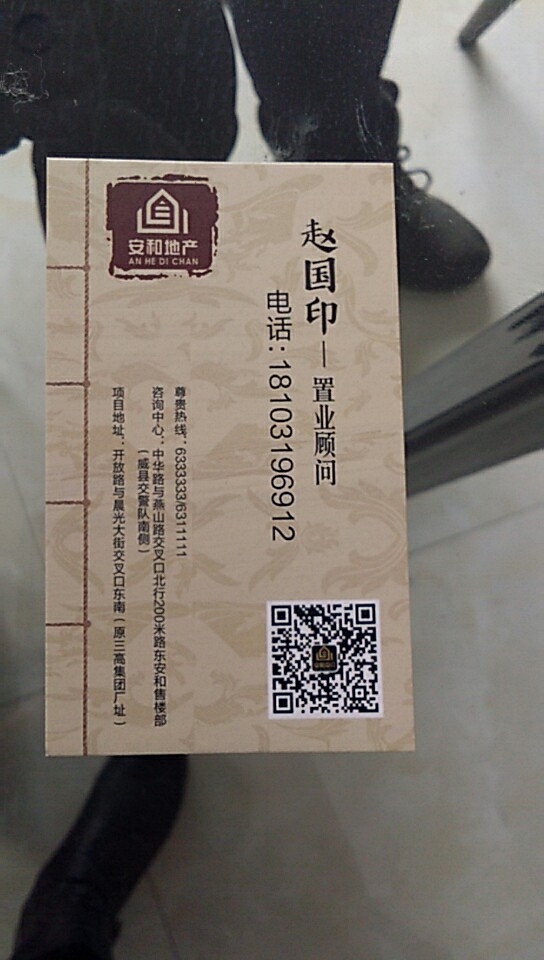 安和地产
AN HE DI CHAN
赵国印—置业顾问
电话:18103196912
尊贵热线:6333333/6311111
咨询中心:中华路与燕山路交叉口北行200米路东安和售楼部
(威县交警队南侧)
项目地址:开放路与晨光大街交叉口东南(原三高集团厂址)